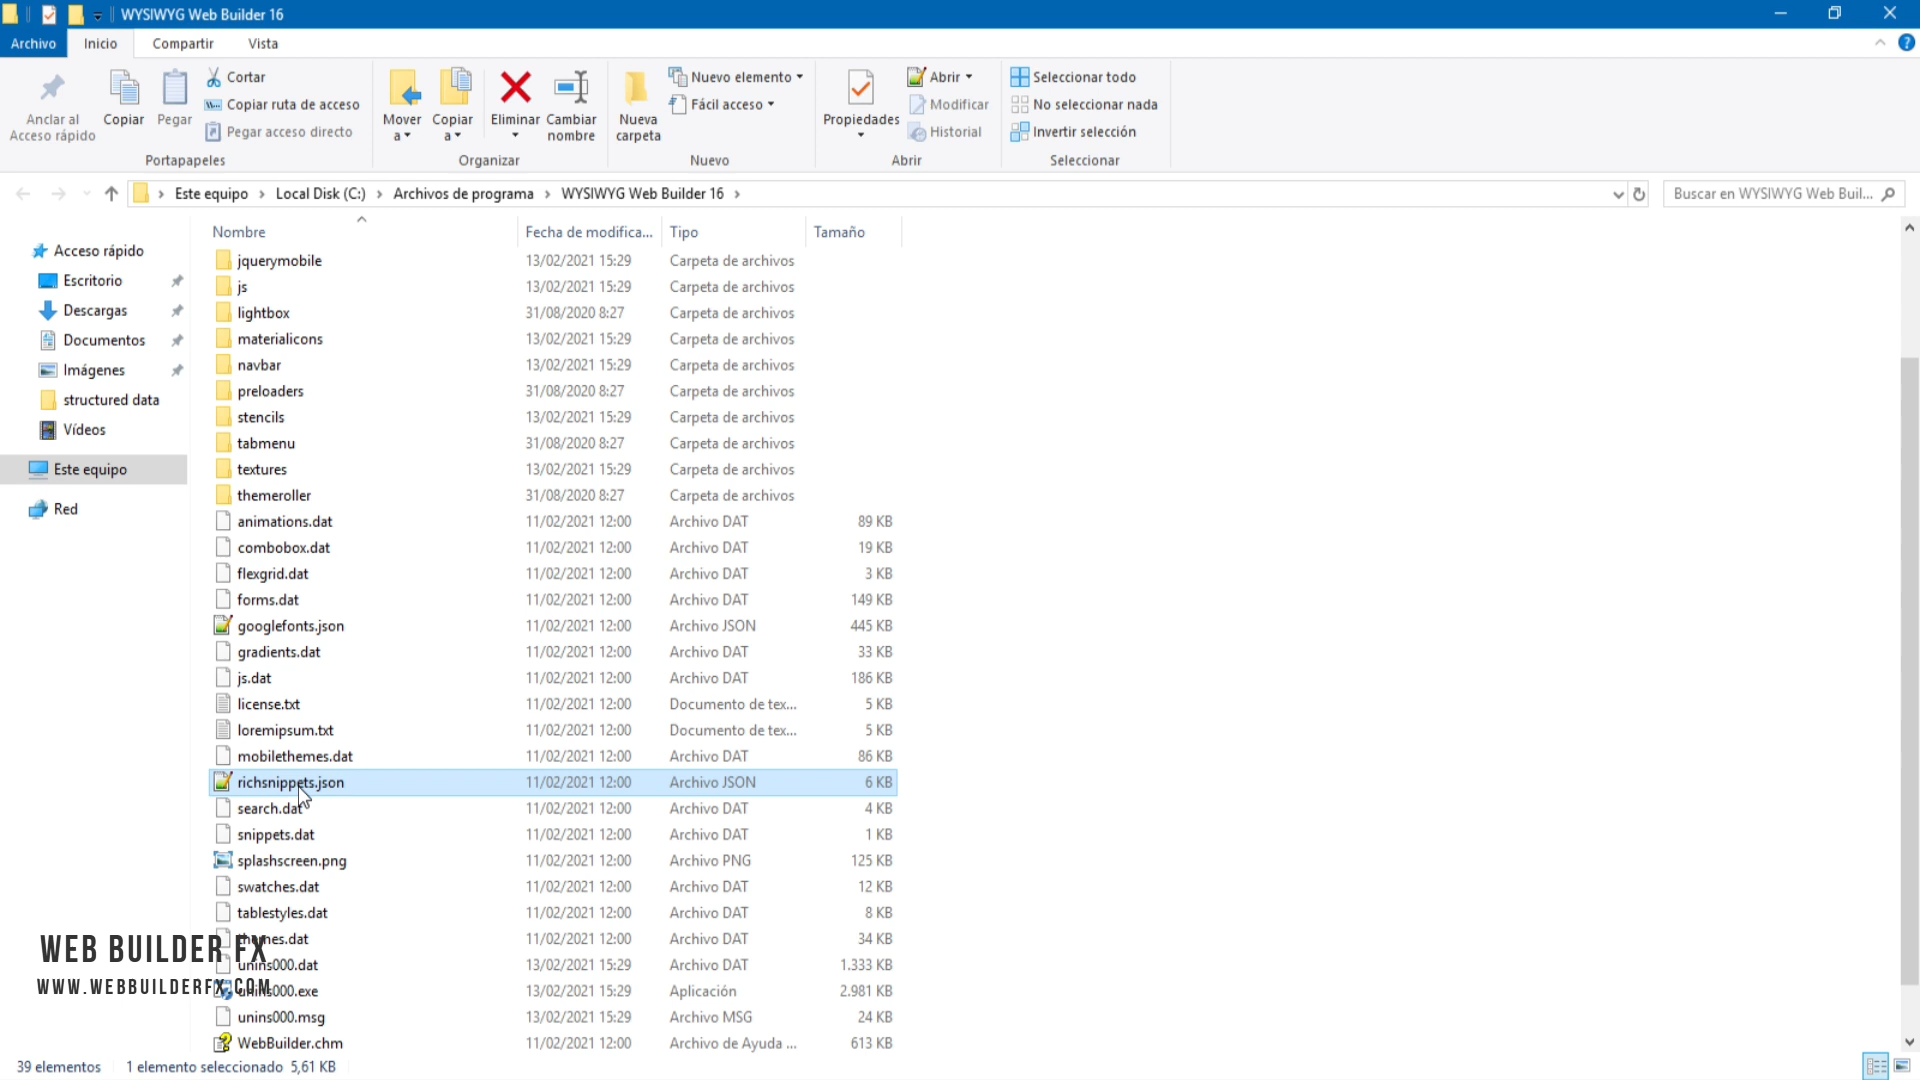 WYSIWYG Web Builder 16
Archivo
Inicio
Compartir
Vista
Anclar al
Acceso rápido
Copiar
Pegar
Cortar
Copiar ruta de acceso
Pegar acceso directo
Portapapeles
Mover
a
Copiar
a
Eliminar
Cambiar
nombre
Organizar
Nueva
carpeta
Nuevo elemento
Fácil acceso
Nuevo
Propiedades
Abrir
Modificar
Historial
Abrir
Seleccionar todo
No seleccionar nada
Invertir selección
Seleccionar
Este equipo > Local Disk (C:) > Archivos de programa > WYSIWYG Web Builder 16 >
Buscar en WYSIWYG Web Buil...
Acceso rápido
Escritorio
Descargas
Documentos
Imágenes
structured data
Vídeos
Este equipo
Red
Nombre Fecha de modifica... Tipo Tamaño
jquerymobile 13/02/2021 15:29 Carpeta de archivos
js 13/02/2021 15:29 Carpeta de archivos
lightbox 31/08/2020 8:27 Carpeta de archivos
materialicons 13/02/2021 15:29 Carpeta de archivos
navbar 13/02/2021 15:29 Carpeta de archivos
preloaders 31/08/2020 8:27 Carpeta de archivos
stencils 13/02/2021 15:29 Carpeta de archivos
tabmenu 31/08/2020 8:27 Carpeta de archivos
textures 13/02/2021 15:29 Carpeta de archivos
themeroller 31/08/2020 8:27 Carpeta de archivos
animations.dat 11/02/2021 12:00 Archivo DAT 89 KB
combobox.dat 11/02/2021 12:00 Archivo DAT 19 KB
flexgrid.dat 11/02/2021 12:00 Archivo DAT 3 KB
forms.dat 11/02/2021 12:00 Archivo DAT 149 KB
googlefonts.json 11/02/2021 12:00 Archivo JSON 445 KB
gradients.dat 11/02/2021 12:00 Archivo DAT 33 KB
js.dat 11/02/2021 12:00 Archivo DAT 186 KB
license.txt 11/02/2021 12:00 Documento de tex... 5 KB
loremipsum.txt 11/02/2021 12:00 Documento de tex... 5 KB
mobilethemes.dat 11/02/2021 12:00 Archivo DAT 86 KB
richsnippets.json 11/02/2021 12:00 Archivo JSON 6 KB
search.dat 11/02/2021 12:00 Archivo DAT 4 KB
snippets.dat 11/02/2021 12:00 Archivo DAT 1 KB
splashscreen.png 11/02/2021 12:00 Archivo PNG 125 KB
swatches.dat 11/02/2021 12:00 Archivo DAT 12 KB
tablestyles.dat 11/02/2021 12:00 Archivo DAT 8 KB
themes.dat 11/02/2021 12:00 Archivo DAT 34 KB
unins000.dat 13/02/2021 15:29 Archivo DAT 1.333 KB
unins000.exe 13/02/2021 15:29 Aplicación 2.981 KB
unins000.msg 13/02/2021 15:29 Archivo MSG 24 KB
WebBuilder.chm 11/02/2021 12:00 Archivo de Ayuda ... 613 KB
WEB BUILDER FX
WWW.WEBBUILDERFX.COM
39 elementos 1 elemento seleccionado 5,61 KB